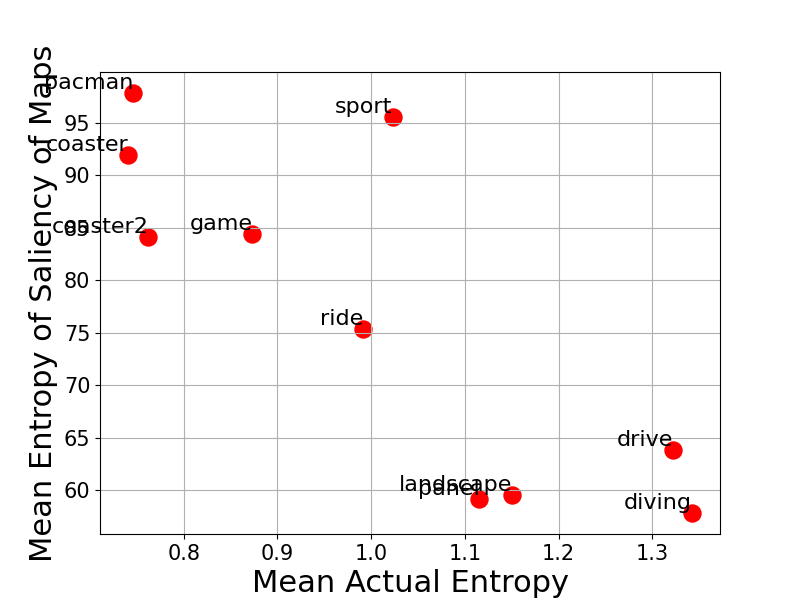 Mean Entropy of Saliency of Maps
pacman
95
sport
coaster
90
coaster2
85
game
80
ride
75
70
65
drive
landscape
panel
60
diving
0.8 0.9 1.0 1.1 1.2 1.3
Mean Actual Entropy